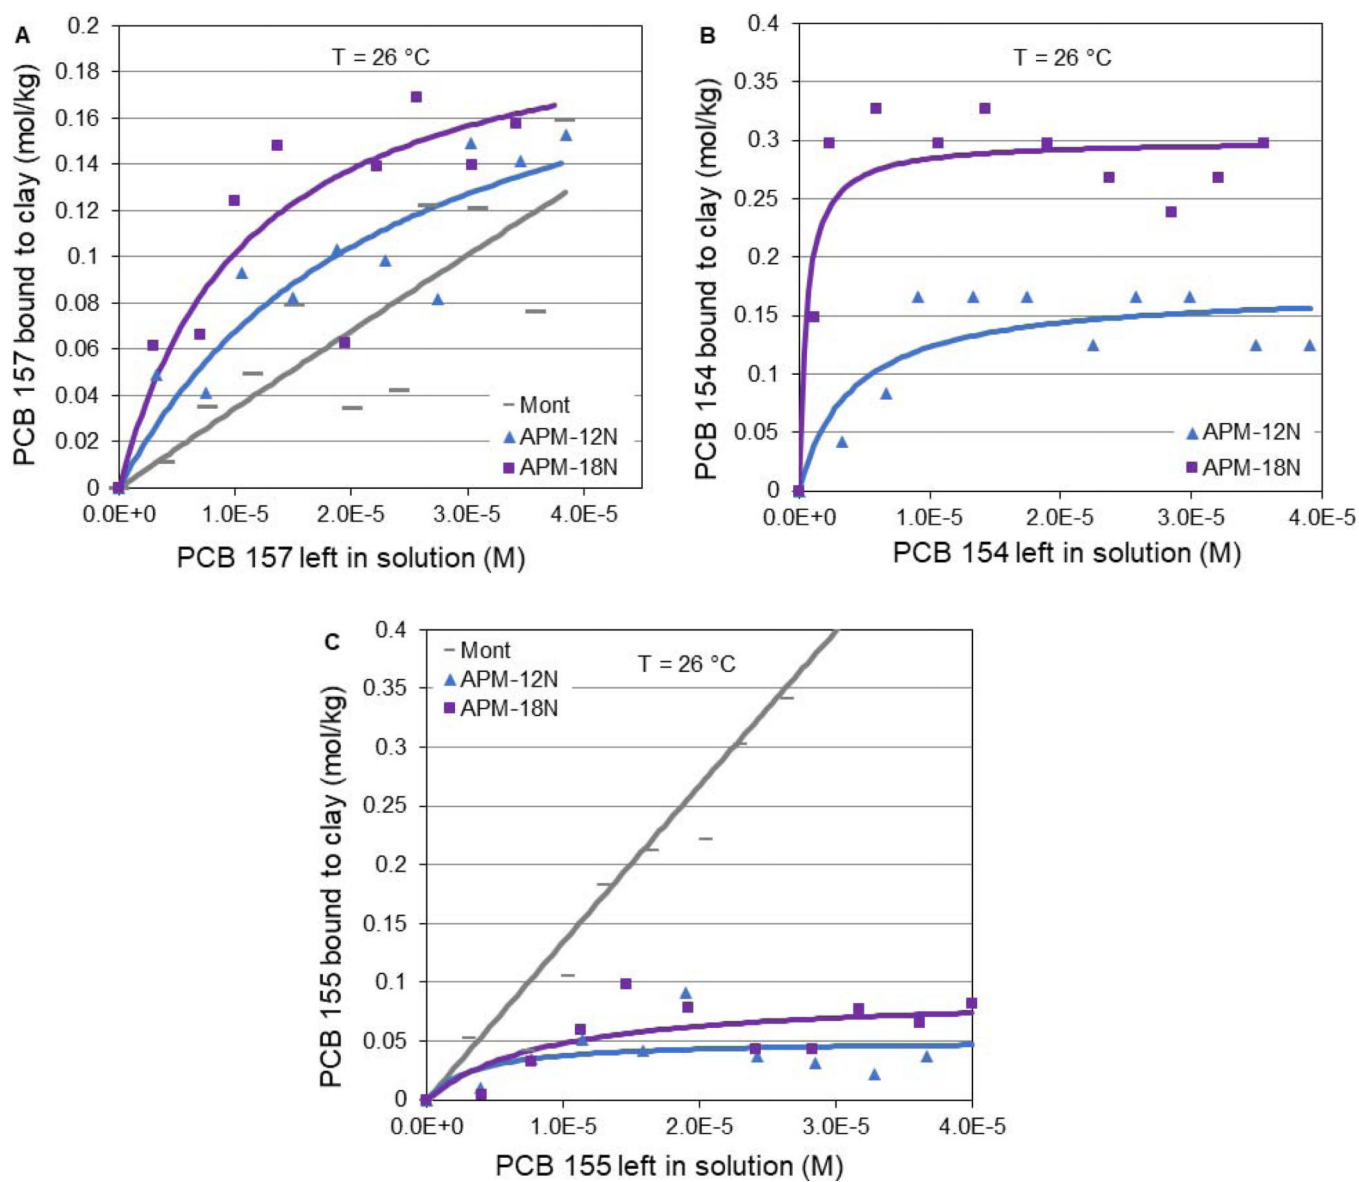 A
T = 26 °C
PCB 157 bound to clay (mol/kg)
0.2
0.18
0.16
0.14
0.12
0.1
0.08
0.06
0.04
0.02
0
Mont
APM-12N
APM-18N
0.0E+0 1.0E-5 2.0E-5 3.0E-5 4.0E-5
PCB 157 left in solution (M)
B
T = 26 °C
PCB 154 bound to clay (mol/kg)
0.4
0.35
0.3
0.25
0.2
0.15
0.1
0.05
0
APM-12N
APM-18N
0.0E+0 1.0E-5 2.0E-5 3.0E-5 4.0E-5
PCB 154 left in solution (M)
C
T = 26 °C
PCB 155 bound to clay (mol/kg)
0.4
0.35
0.3
0.25
0.2
0.15
0.1
0.05
0
Mont
APM-12N
APM-18N
0.0E+0 1.0E-5 2.0E-5 3.0E-5 4.0E-5
PCB 155 left in solution (M)